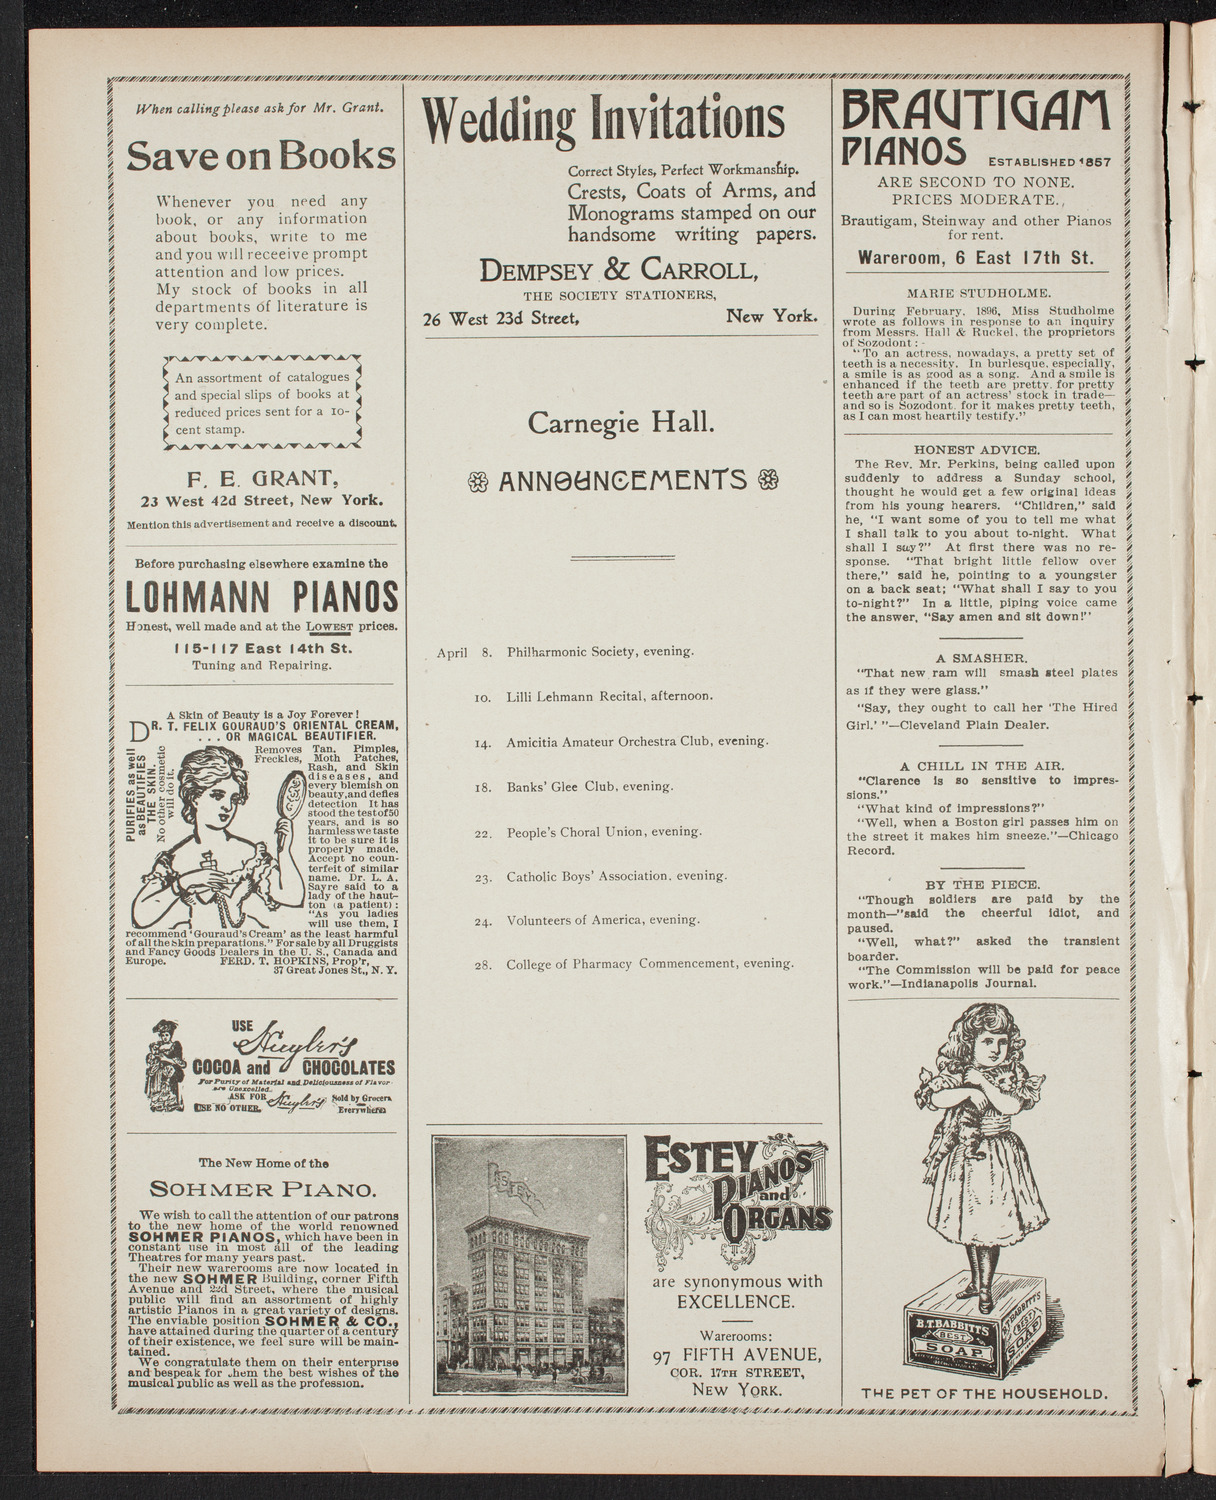 When calling please ask for Mr. Grant.
Save on Books
Whenever you need any
book, or any information
about books, write to me
and you will receeive prompt
attention and low prices.
My stock of books in all
departments of literature is
very complete.
An assortment of catalogues
and special slips of books at
reduced prices sent for a 10-
cent stamp.
F. E. GRANT,
23 West 42d Street, New York.
Mention this advertisement and receive a discount.
Before purchasing elsewhere examine the
LOHMANN PIANOS
Honest, well made and at the LOWEST prices.
115-117 East 14th St.
Tuning and Repairing.
A Skin of Beauty is a Joy Forever!
DR. T. FELIX GOURAUD'S ORIENTAL CREAM,
... OR MAGICAL BEAUTIFIER.
PURIFIES as well
as BEAUTIFIES
THE SKIN.
No other cosmetic
will do it.
Removes Tan, Pimples,
Freckles, Moth Patches,
Rash, and Skin
diseases, and
every blemish on
beauty, and defies
detection It has
stood the test of 50
years, and is so
harmless we taste
it to be sure it is
properly made.
Accept no coun-
terfeit of similar
name. Dr. L. A.
Sayre said to a
lady of the haut-
ton (a patient):
"As you ladies
will use them, I
recommend 'Gouraud's Cream' as the least harmful
of all the Skin preparations." For sale by all Druggists
and Fancy Goods Dealers in the U. S., Canada and
Europe. FERD. T. HOPKINS, Prop'r,
37 Great Jones St., N. Y.
USE
Huyler's
COCOA and CHOCOLATES
For Purity of Material and Deliciousness of Flavor
are Unexcelled.
ASK FOR Huyler's Sold by Grocers
USE NO OTHER. Everywhere
The New Home of the
SOHMER PIANO.
We wish to call the attention of our patrons
to the new home of the world renowned
SOHMER PIANOS, which have been in
constant use in most all of the leading
Theatres for many years past.
Their new warerooms are now located in
the new SOHMER Building, corner Fifth
Avenue and 22d Street, where the musical
public will find an assortment of highly
artistic Pianos in a great variety of designs.
The enviable position SOHMER & CO.,
have attained during the quarter of a century
of their existence, we feel sure will be main-
tained.
We congratulate them on their enterprise
and bespeak for .hem the best wishes of the
musical public as well as the profession.
Wedding Invitations
Correct Styles, Perfect Workmanship.
Crests, Coats of Arms, and
Monograms stamped on our
handsome writing papers.
DEMPSEY & CARROLL,
THE SOCIETY STATIONERS,
26 West 23d Street, New York.
Carnegie Hall.
ANNOUNCEMENTS
April 8. Philharmonic Society, evening.
10. Lilli Lehmann Recital, afternoon.
14. Amicitia Amateur Orchestra Club, evening.
18. Banks' Glee Club, evening.
22. People's Choral Union, evening.
23. Catholic Boys' Association. evening.
24. Volunteers of America, evening.
28. College of Pharmacy Commencement, evening.
ESTEY
ESTEY
PIANOS
and
ORGANS
are synonymous with
EXCELLENCE.
Warerooms:
97 FIFTH AVENUE,
COR. 17TH STREET,
NEW YORK.
BRAUTIGAM
PIANOS ESTABLISHED 1857
ARE SECOND TO NONE.
PRICES MODERATE.,
Brautigam, Steinway and other Pianos
for rent.
Wareroom, 6 East 17th St.
MARIE STUDHOLME.
During February, 1896, Miss Studholme
wrote as follows in response to an inquiry
from Messrs. Hall & Ruckel, the proprietors
of Sozodont:-
"To an actress, nowadays, a pretty set of
teeth is a necessity. In burlesque, especially,
a smile is as good as a song. And a smile is
enhanced if the teeth are pretty, for pretty
teeth are part of an actress' stock in trade—
and so is Sozodont. for it makes pretty teeth,
as I can most heartily testify."
HONEST ADVICE.
The Rev. Mr. Perkins, being called upon
suddenly to address a Sunday school,
thought he would get a few original ideas
from his young hearers. "Children," said
he, "I want some of you to tell me what
I shall talk to you about to-night. What
shall I say?" At first there was no re-
sponse. "That bright little fellow over
there," said he, pointing to a youngster
on a back seat; "What shall I say to you
to-night?" In a little, piping voice came
the answer, "Say amen and sit down!"
A SMASHER.
"That new ram will smash steel plates
as if they were glass."
"Say, they ought to call her 'The Hired
Girl.' "—Cleveland Plain Dealer.
A CHILL IN THE AIR.
"Clarence is so sensitive to impres-
sions."
"What kind of impressions?"
"Well, when a Boston girl passes him on
the street it makes him sneeze."—Chicago
Record.
BY THE PIECE.
"Though soldiers are paid by the
month—"said the cheerful idiot, and
paused.
"Well, what?" asked the transient
boarder.
"The Commission will be paid for peace
work."—Indianapolis Journal.
B.T. BABBITT'S
BEST
SOAP
B.T. BABBITT'S
BEST
SOAP
THE PET OF THE HOUSEHOLD.